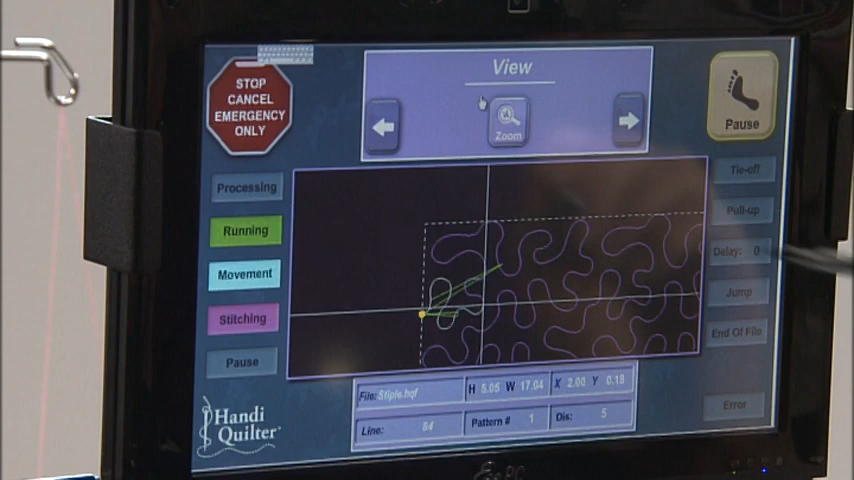 STOP
CANCEL
EMERGENCY
ONLY
View
Zoom
Pause
Processing
Running
Movement
Stitching
Pause
Tie-off
Pull-up
Delay: 0
Jump
End Of File
Error
File: Stiple.hqf
H 5.05 W 17.04
X 2.00 Y 0.18
Line: 84
Pattern # 1
Dis: 5
Handi
Quilter